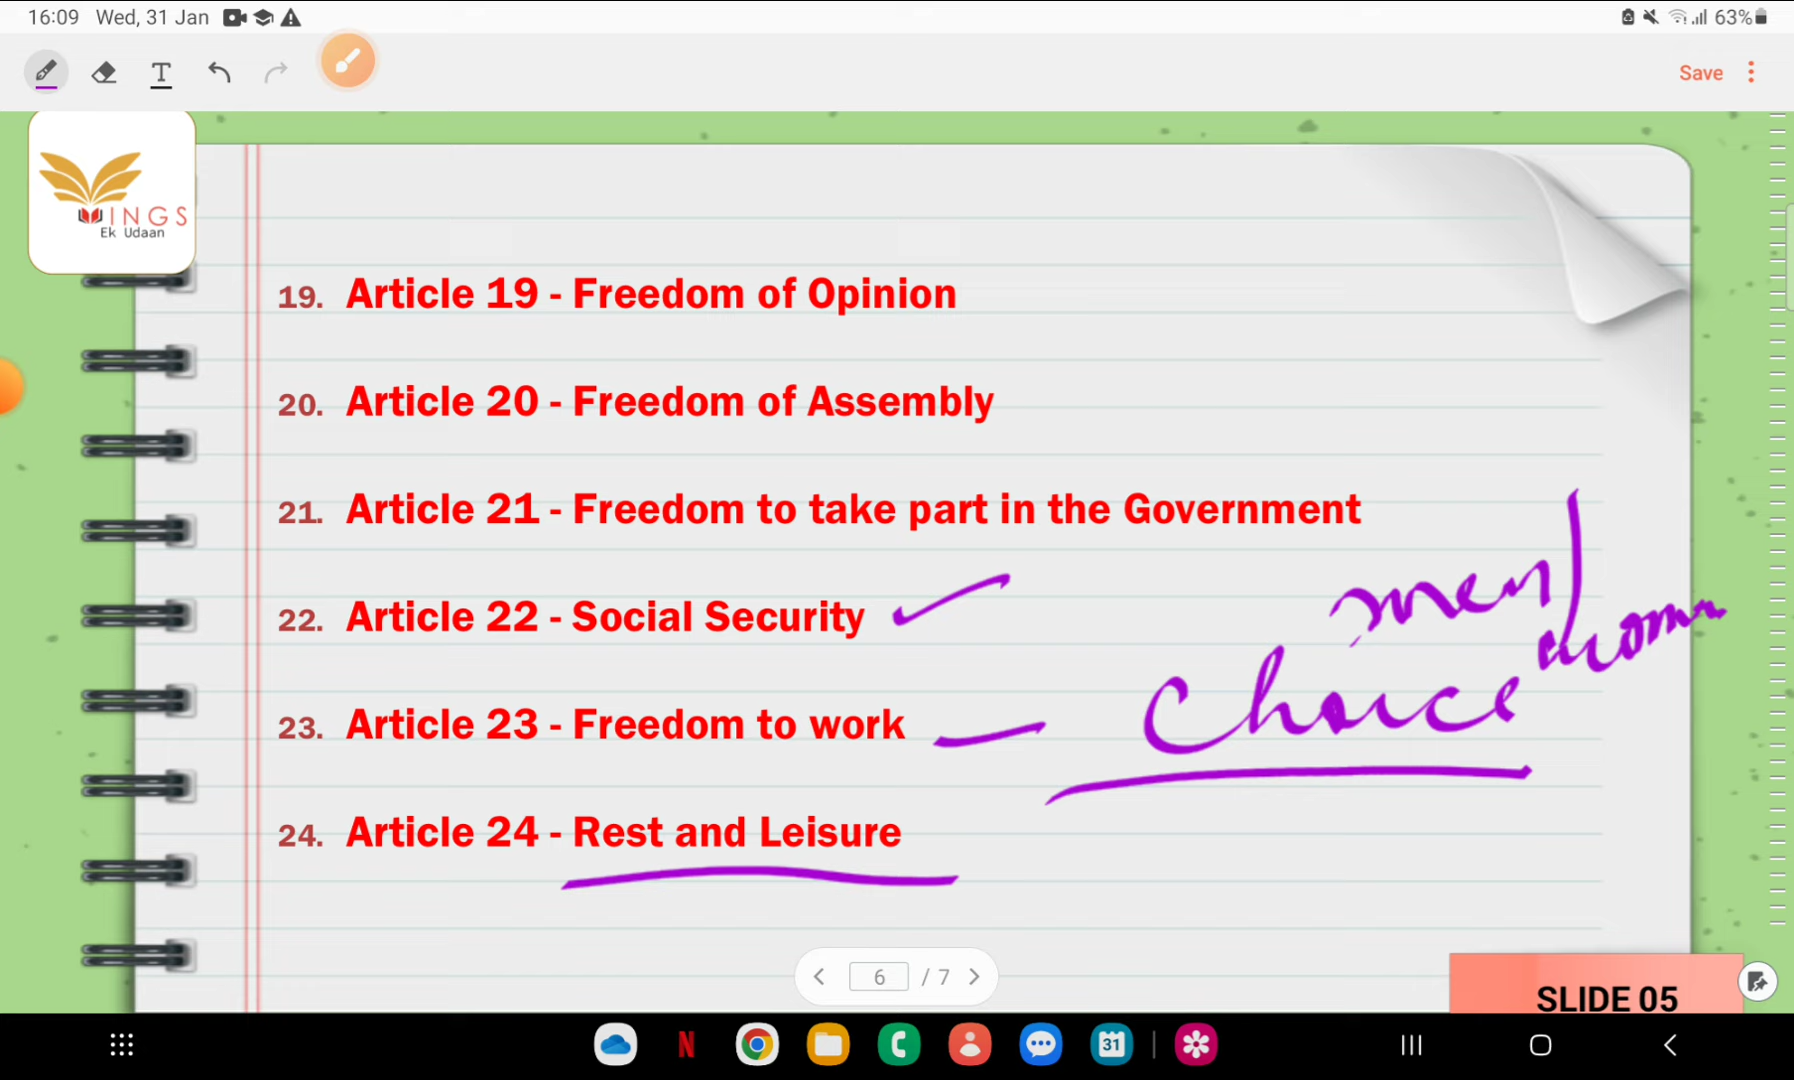 16:09 Wed, 31 Jan 63%
T Save
WINGS
Ek Udaan
19. Article 19 - Freedom of Opinion
20. Article 20 - Freedom of Assembly
21. Article 21 - Freedom to take part in the Government
men
22. Article 22 - Social Security
23. Article 23 - Freedom to work
Choice
24. Article 24 - Rest and Leisure
6 / 7
SLIDE 05
N
31